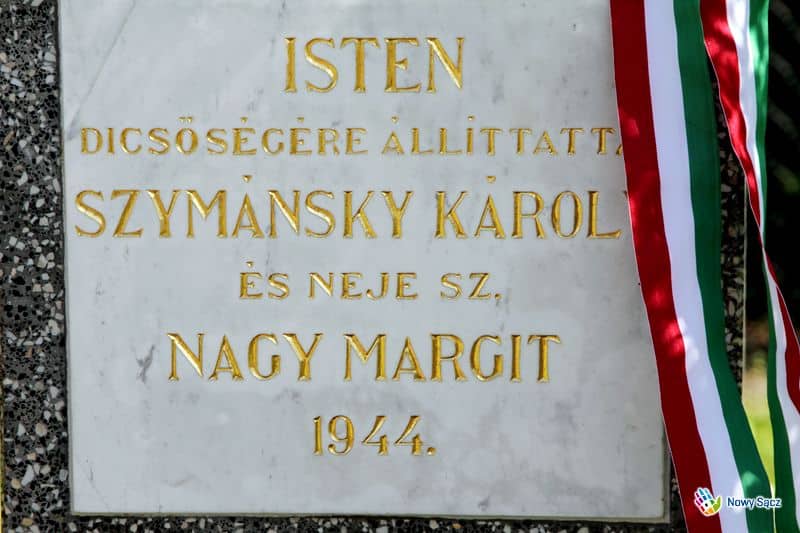 ISTEN
DICSŐSÉGÉRE ÁLLÍTTATTA
SZYMÁNSKY KÁROLY
ÉS NEJE SZ.
NAGY MARGIT
1944.
Nowy Sącz